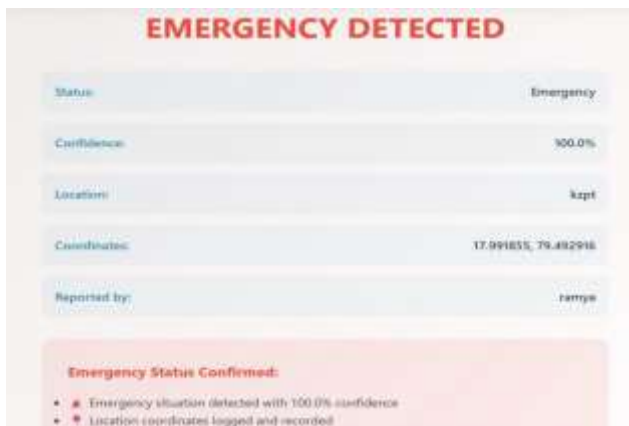 EMERGENCY DETECTED
Status: Emergency
Confidence: 100.0%
Location: kzpt
Coordinates: 17.991855, 79.492916
Reported by: ramya
Emergency Status Confirmed:
Emergency situation detected with 100.0% confidence
Location coordinates logged and recorded